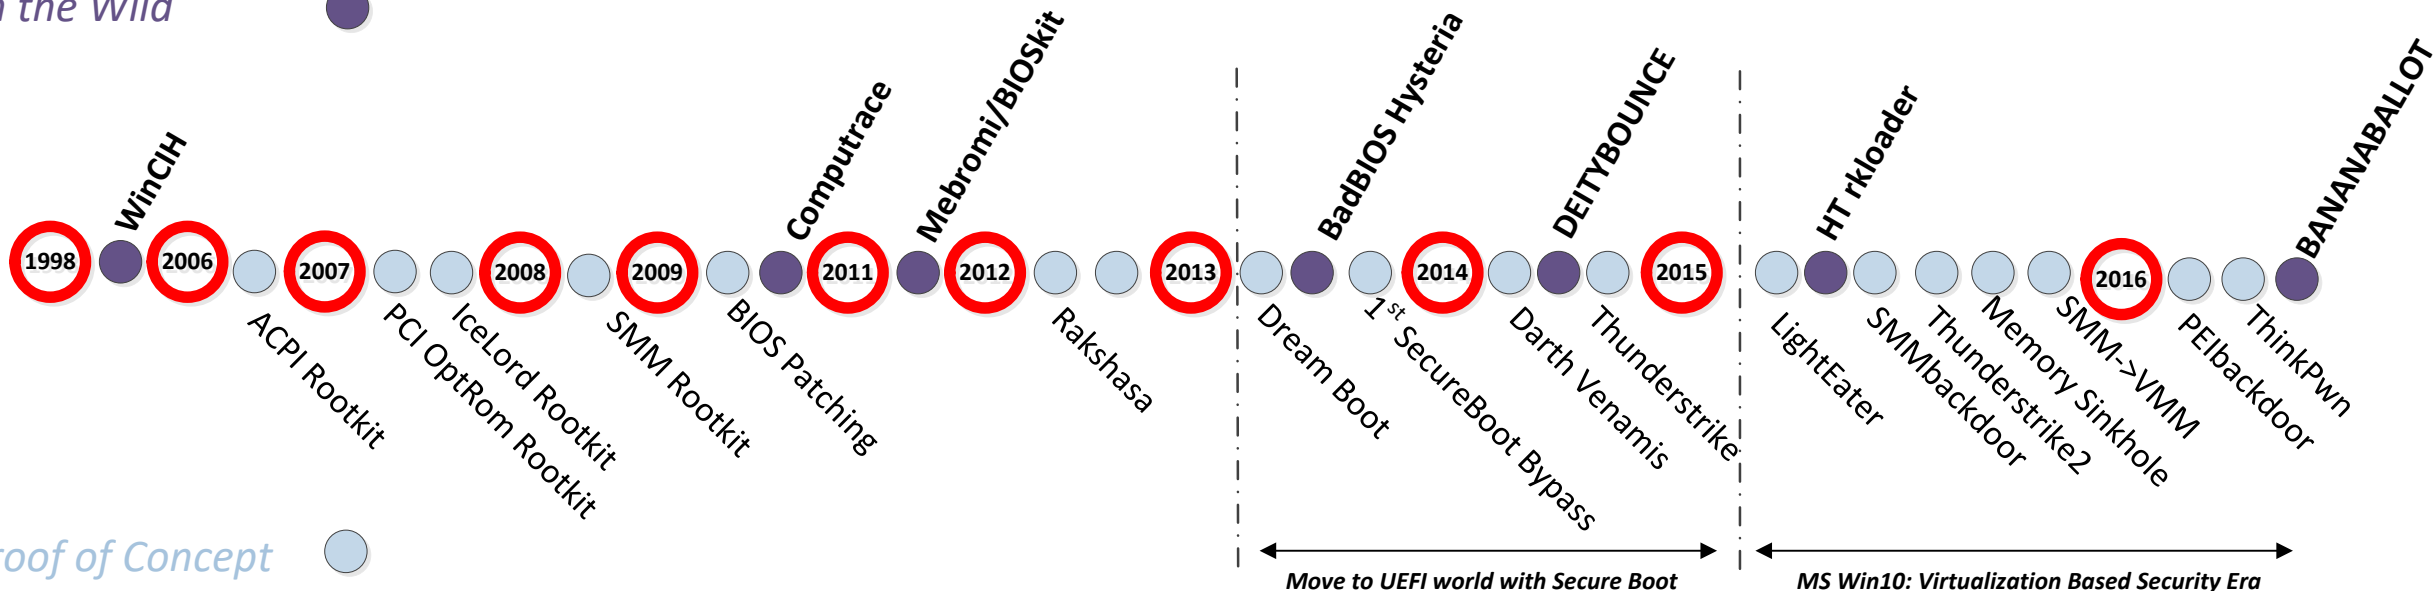 the Wild
WinCIH
Computrace
Mebromi/BIOSkit
BadBIOS Hysteria
DEITYBOUNCE
HT rkloader
BANANABALLOT
1998
2006
2007
2008
2009
2011
2012
2013
2014
2015
2016
ACPI Rootkit
PCI OptRom Rootkit
IceLord Rootkit
SMM Rootkit
BIOS Patching
Rakshasa
Dream Boot
1st SecureBoot Bypass
Darth Venamis
Thunderstrike
LightEater
SMMbackdoor
Thunderstrike2
Memory Sinkhole
SMM->VMM
PEIbackdoor
ThinkPwn
roof of Concept
Move to UEFI world with Secure Boot
MS Win10: Virtualization Based Security Era